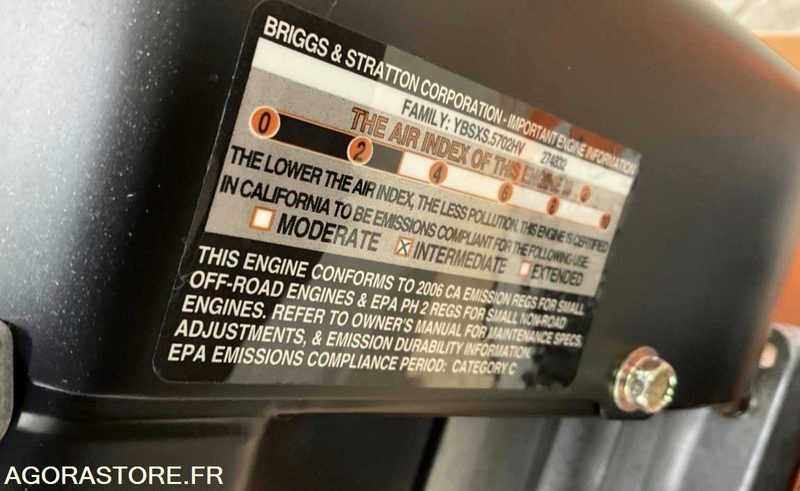 BRIGGS & STRATTON CORPORATION - IMPORTANT ENGINE INFORMATION
FAMILY: YBSXS.5702HV 274832
THE AIR INDEX OF THIS ENGINE IS
0 2 4 6 8 10
THE LOWER THE AIR INDEX, THE LESS POLLUTION. THIS ENGINE IS CERTIFIED
IN CALIFORNIA TO BE EMISSIONS COMPLIANT FOR THE FOLLOWING USE:
☐ MODERATE ☒ INTERMEDIATE ☐ EXTENDED
THIS ENGINE CONFORMS TO 2006 CA EMISSION REGS FOR SMALL
OFF-ROAD ENGINES & EPA PH 2 REGS FOR SMALL NON-ROAD
ENGINES. REFER TO OWNER'S MANUAL FOR MAINTENANCE SPECS,
ADJUSTMENTS, & EMISSION DURABILITY INFORMATION.
EPA EMISSIONS COMPLIANCE PERIOD: CATEGORY C
AGORASTORE.FR